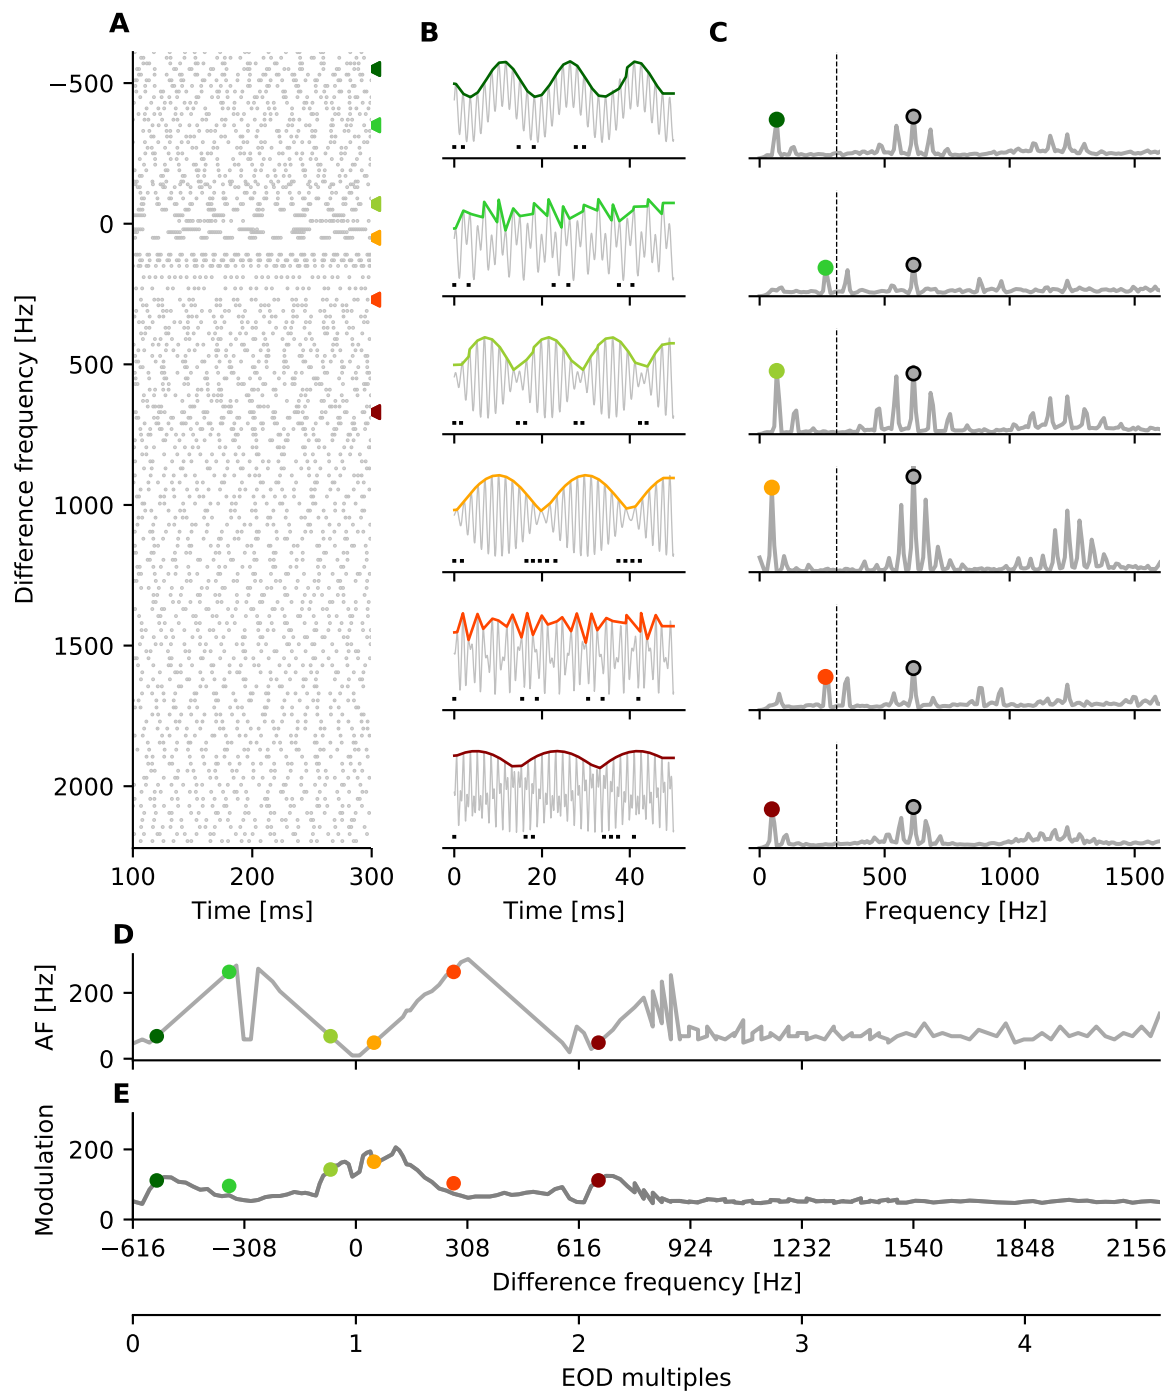 A
B
C
Difference frequency [Hz]
−500
0
500
1000
1500
2000
100
200
300
Time [ms]
0
20
40
Time [ms]
0
500
1000
1500
Frequency [Hz]
D
AF [Hz]
200
0
E
Modulation
200
0
−616
−308
0
308
616
924
1232
1540
1848
2156
Difference frequency [Hz]
0
1
2
3
4
EOD multiples